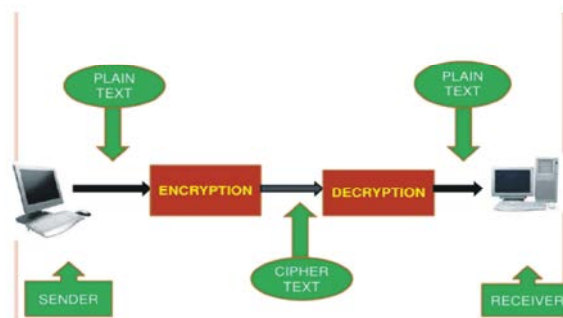 PLAIN
TEXT
PLAIN
TEXT
ENCRYPTION
DECRYPTION
CIPHER
TEXT
SENDER
RECEIVER